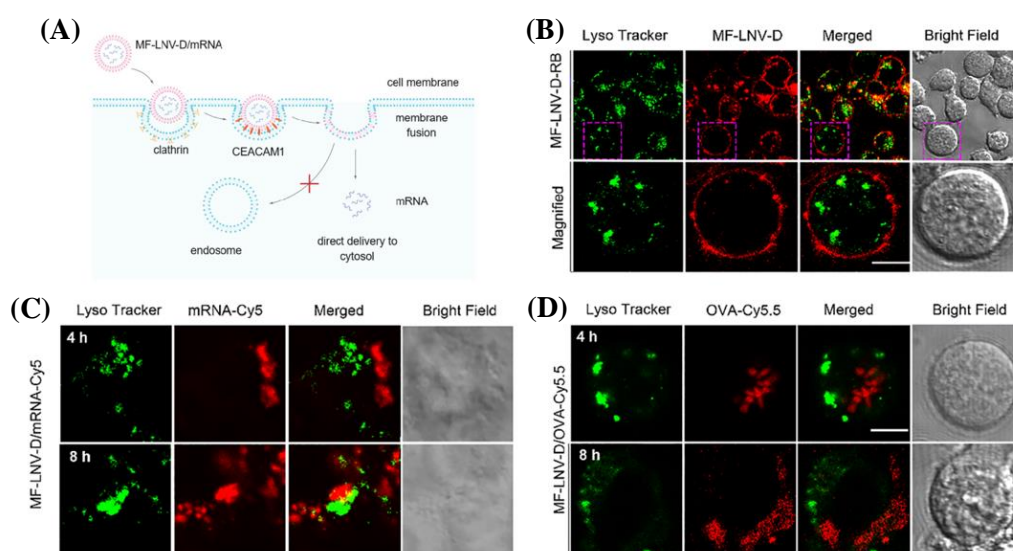 (A)
MF-LNV-D/mRNA
cell membrane
membrane
fusion
clathrin
CEACAM1
mRNA
endosome
direct delivery to
cytosol
(B)
Lyso Tracker
MF-LNV-D
Merged
Bright Field
MF-LNV-D-RB
Magnified
(C)
Lyso Tracker
mRNA-Cy5
Merged
Bright Field
MF-LNV-D/mRNA-Cy5
4 h
8 h
(D)
Lyso Tracker
OVA-Cy5.5
Merged
Bright Field
MF-LNV-D/OVA-Cy5.5
4 h
8 h